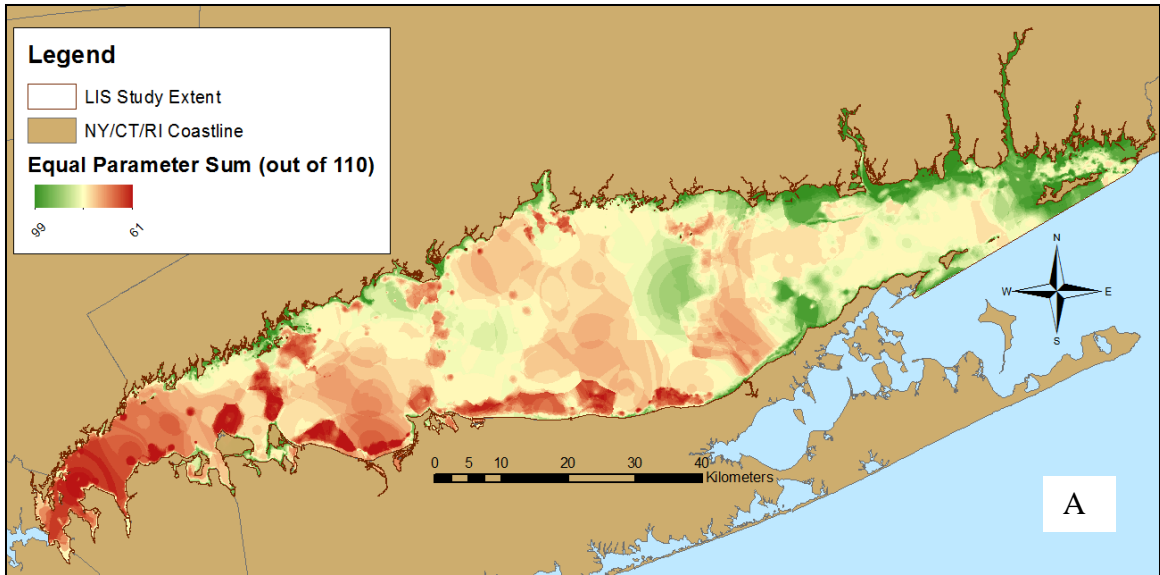 Legend
LIS Study Extent
NY/CT/RI Coastline
Equal Parameter Sum (out of 110)
99 61
N
W E
S
0 5 10 20 30 40
Kilometers
A